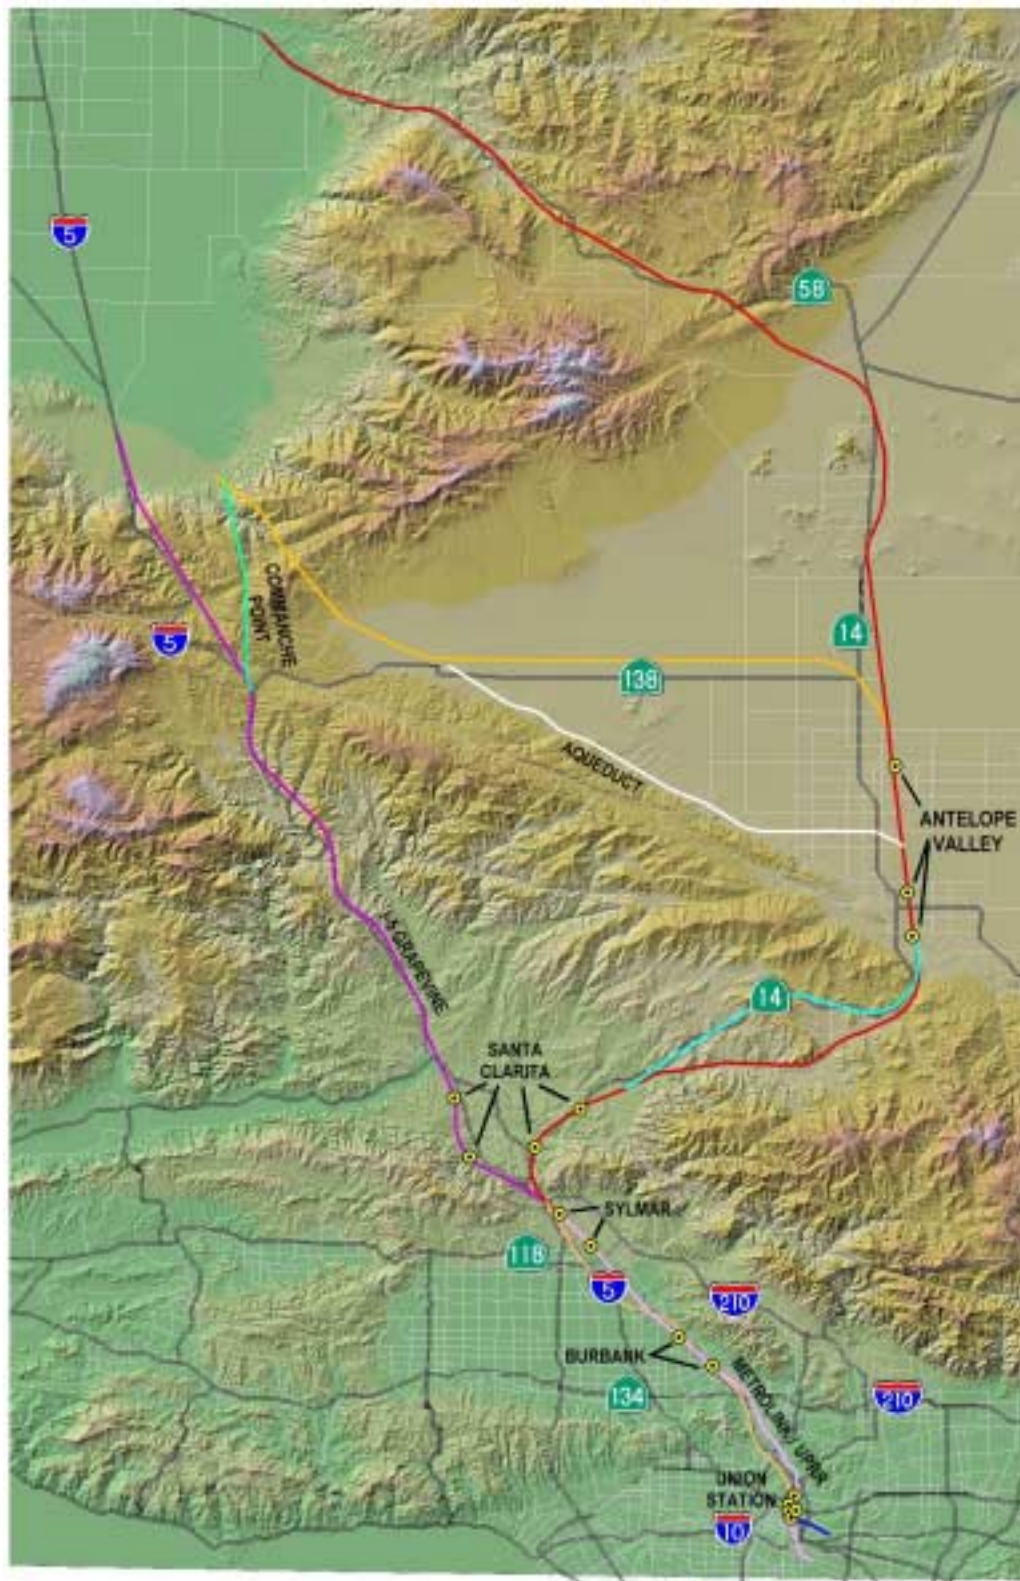 5
58
COMMANCHE
POINT
5
14
138
AQUEDUCT
ANTELOPE
VALLEY
I-5 GRAPEVINE
14
SANTA
CLARITA
SYLMAR
118
5
210
BURBANK
METROLINK/ UPRR
134
210
UNION
STATION
10